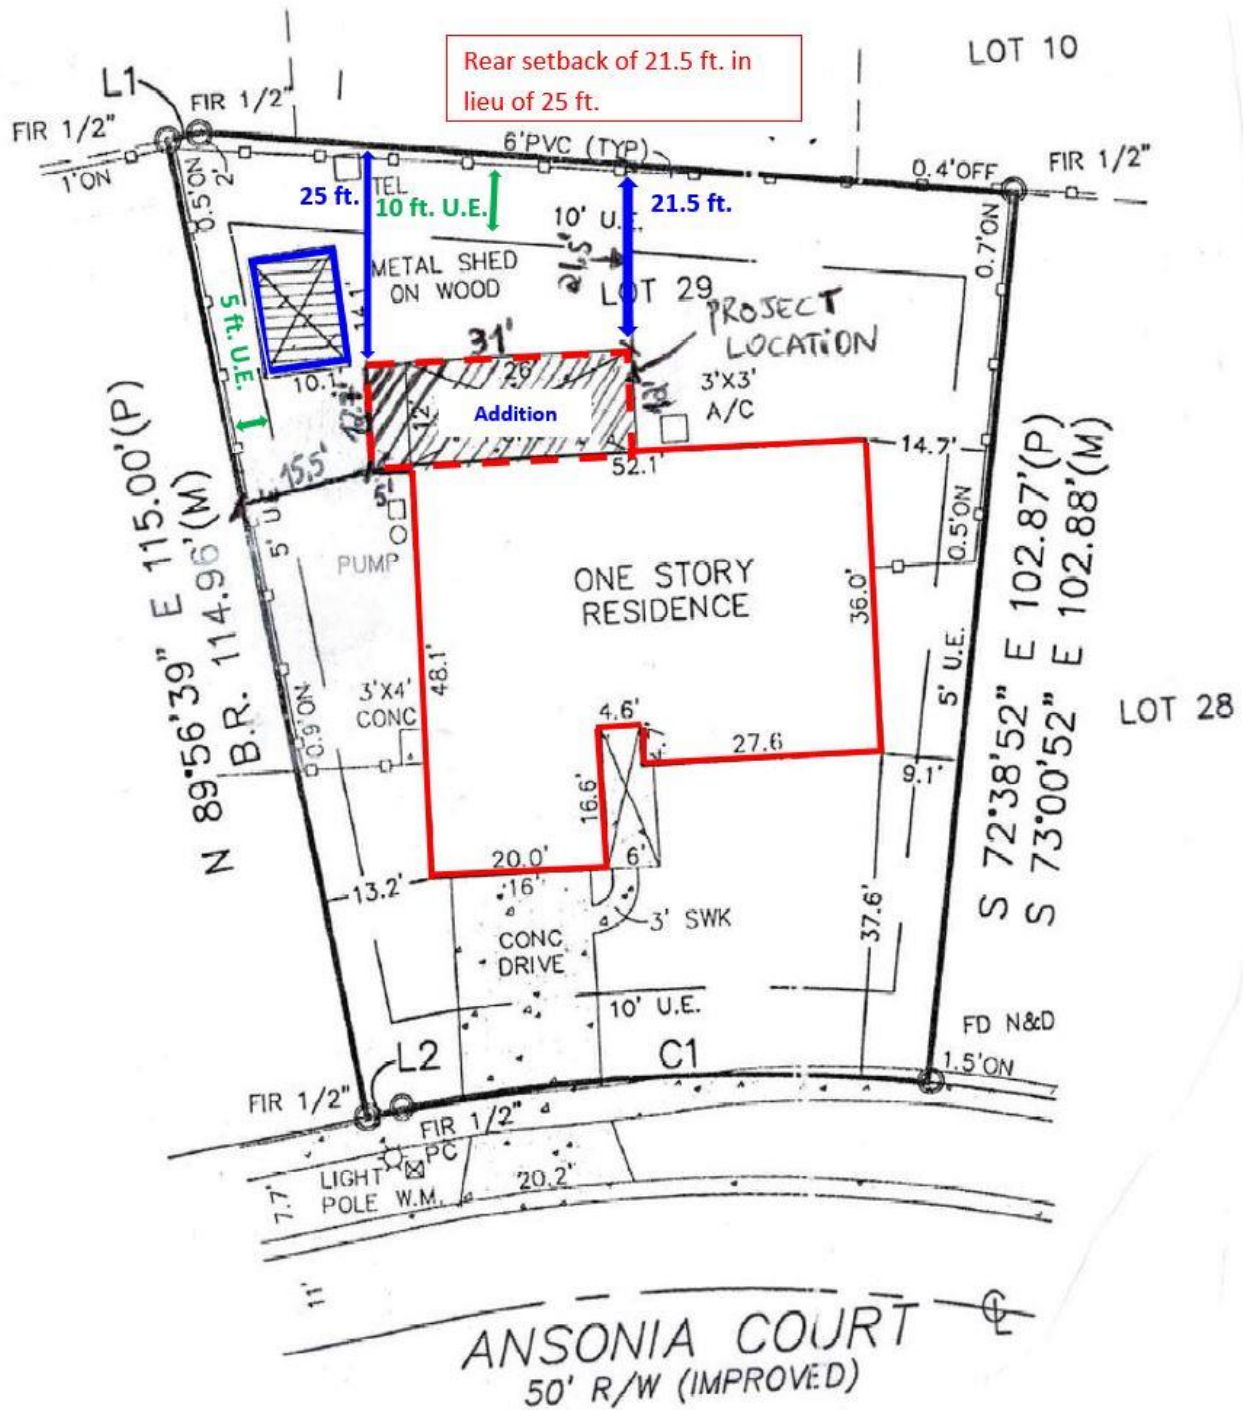 LOT 10
Rear setback of 21.5 ft. in
lieu of 25 ft.
L1
FIR 1/2"
FIR 1/2"
6'PVC (TYP)
0.4'OFF
FIR 1/2"
1'ON
0.5'ON
2'
TEL
25 ft.
10 ft. U.E.
10' U.E.
21.5 ft.
21.5'
0.7'ON
METAL SHED
ON WOOD
LOT 29
PROJECT
LOCATION
14.1'
5 ft. U.E.
31'
26'
10.1'
12'
Addition
12'
3'X3'
A/C
14.7'
52.1'
15.5'
5'
5' U.E.
PUMP
0.5'ON
N 89°56'39" E 115.00'(P)
B.R. 114.96'(M)
ONE STORY
RESIDENCE
36.0'
48.1'
S 72°38'52" E 102.87'(P)
S 73°00'52" E 102.88'(M)
5' U.E.
LOT 28
3'X4'
CONC
0.9'ON
4.6'
27.6
9.1'
16.6'
20.0'
6'
16'
13.2'
3' SWK
37.6'
CONC
DRIVE
10' U.E.
FD N&D
1.5'ON
C1
L2
FIR 1/2"
FIR 1/2"
PC
LIGHT
POLE W.M.
20.2'
7.7'
11'
ANSONIA COURT
50' R/W (IMPROVED)